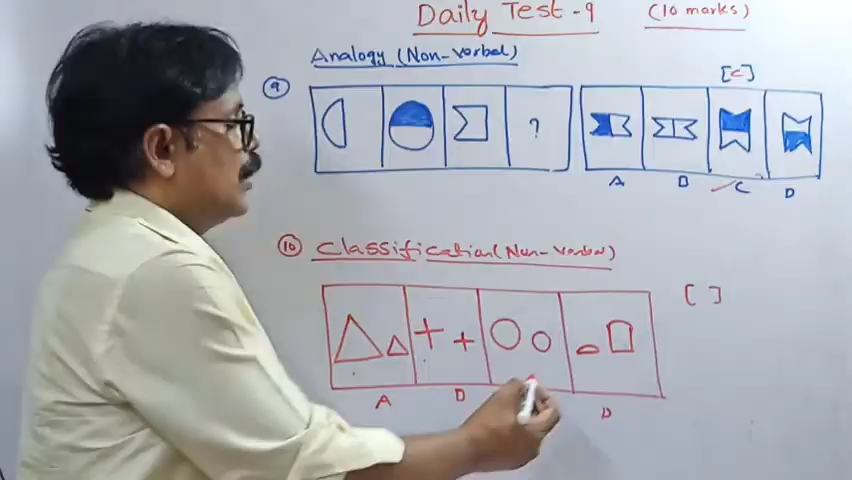 Daily Test-9 (10 marks)
Analogy (Non-Verbal)
[C]
9
?
A B C D
10 Classification (Non-Verbal)
[ ]
A B D